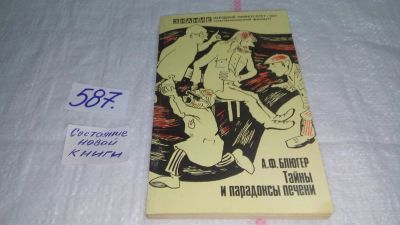 ЗНАНИЕ
НАРОДНЫЙ УНИВЕРСИТЕТ
587.
Состояние
новой
книги
А.Ф. БЛЮГЕР
Тайны
и парадоксы печени